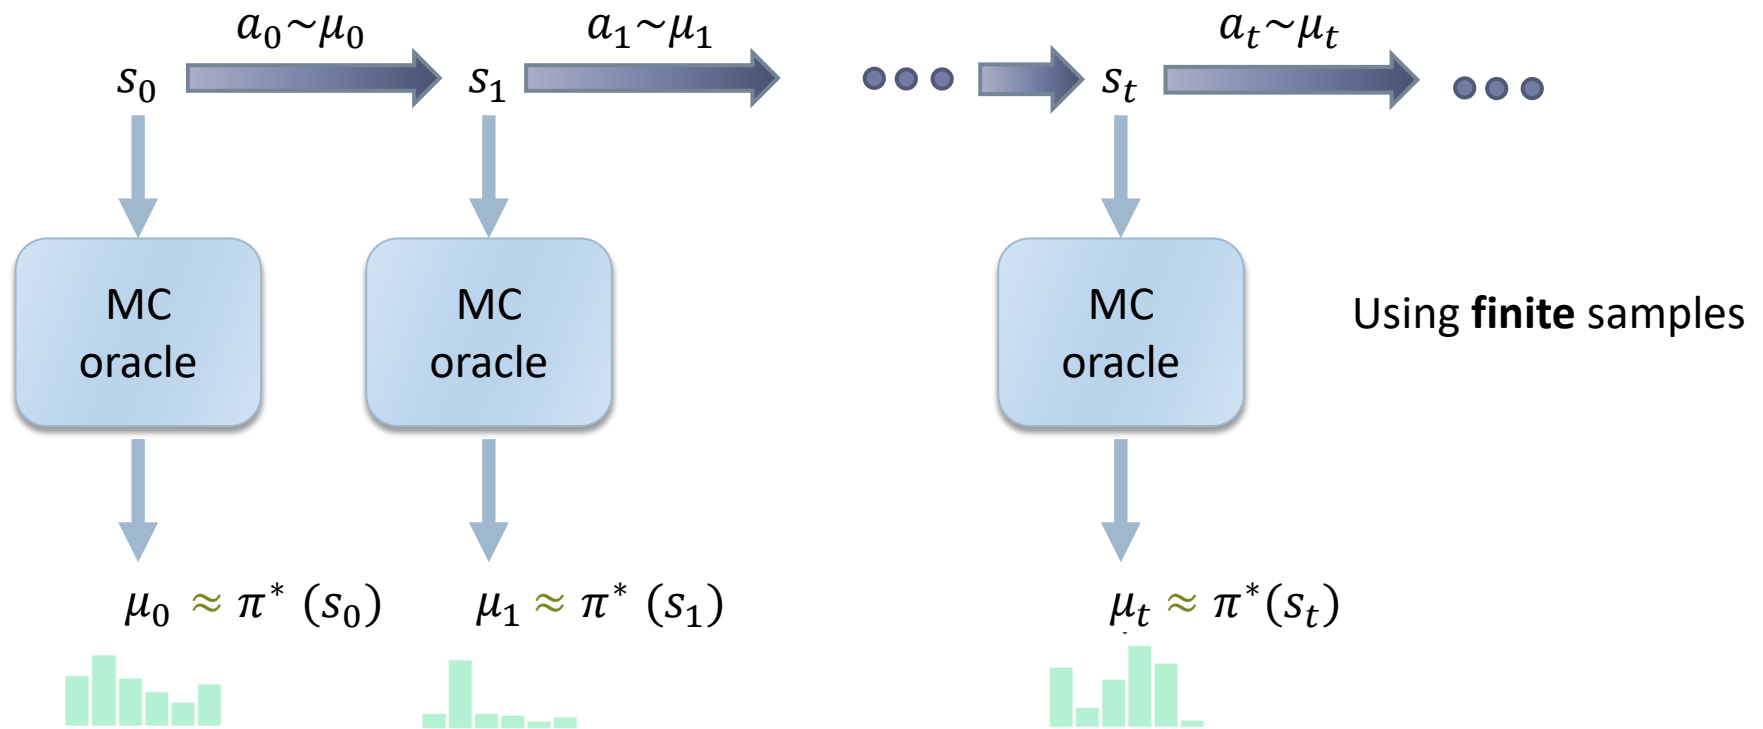 a₀~μ₀
a₁~μ₁
aₜ~μₜ
s₀
s₁
sₜ
MC
oracle
MC
oracle
MC
oracle
Using finite samples
μ₀ ≈ π* (s₀)
μ₁ ≈ π* (s₁)
μₜ ≈ π*(sₜ)